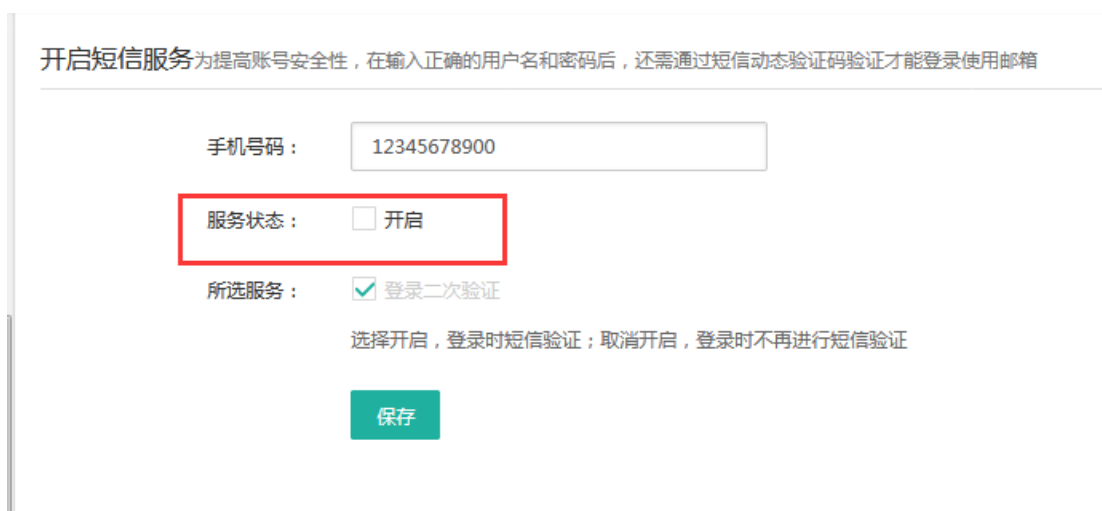 开启短信服务为提高账号安全性，在输入正确的用户名和密码后，还需通过短信动态验证码验证才能登录使用邮箱
手机号码： 12345678900
服务状态： 开启
所选服务： 登录二次验证
选择开启，登录时短信验证；取消开启，登录时不再进行短信验证
保存